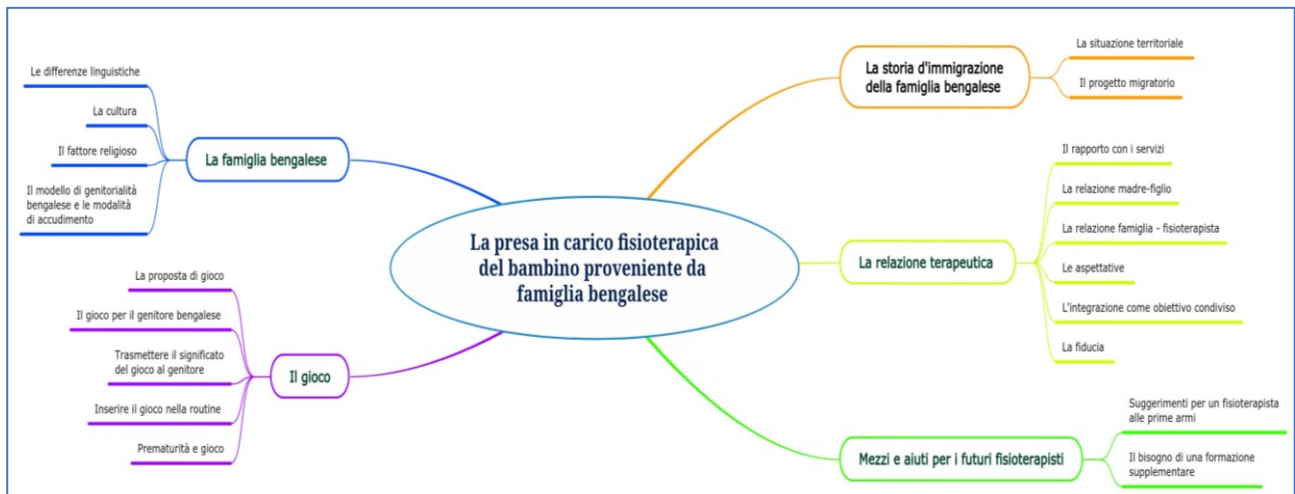 La presa in carico fisioterapica
del bambino proveniente da
famiglia bengalese
La famiglia bengalese
Le differenze linguistiche
La cultura
Il fattore religioso
Il modello di genitorialità
bengalese e le modalità
di accudimento
Il gioco
La proposta di gioco
Il gioco per il genitore bengalese
Trasmettere il significato
del gioco al genitore
Inserire il gioco nella routine
Prematurità e gioco
La storia d'immigrazione
della famiglia bengalese
La situazione territoriale
Il progetto migratorio
La relazione terapeutica
Il rapporto con i servizi
La relazione madre-figlio
La relazione famiglia - fisioterapista
Le aspettative
L'integrazione come obiettivo condiviso
La fiducia
Mezzi e aiuti per i futuri fisioterapisti
Suggerimenti per un fisioterapista
alle prime armi
Il bisogno di una formazione
supplementare